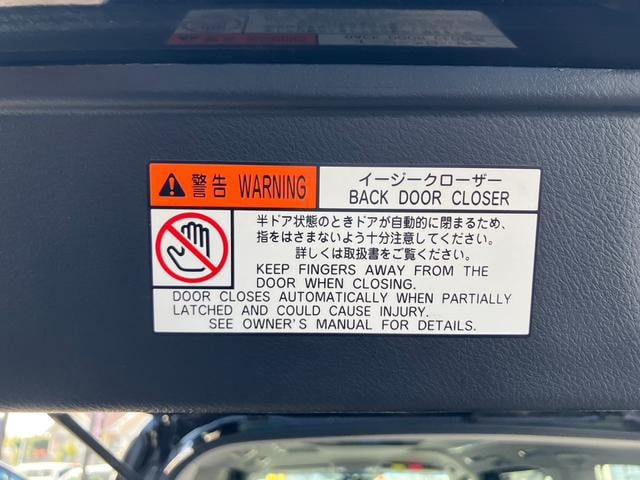 警告 WARNING
イージークローザー
BACK DOOR CLOSER
半ドア状態のときドアが自動的に閉まるため、
指をはさまないよう十分注意してください。
詳しくは取扱書をご覧ください。
KEEP FINGERS AWAY FROM THE
DOOR WHEN CLOSING.
DOOR CLOSES AUTOMATICALLY WHEN PARTIALLY
LATCHED AND COULD CAUSE INJURY.
SEE OWNER'S MANUAL FOR DETAILS.